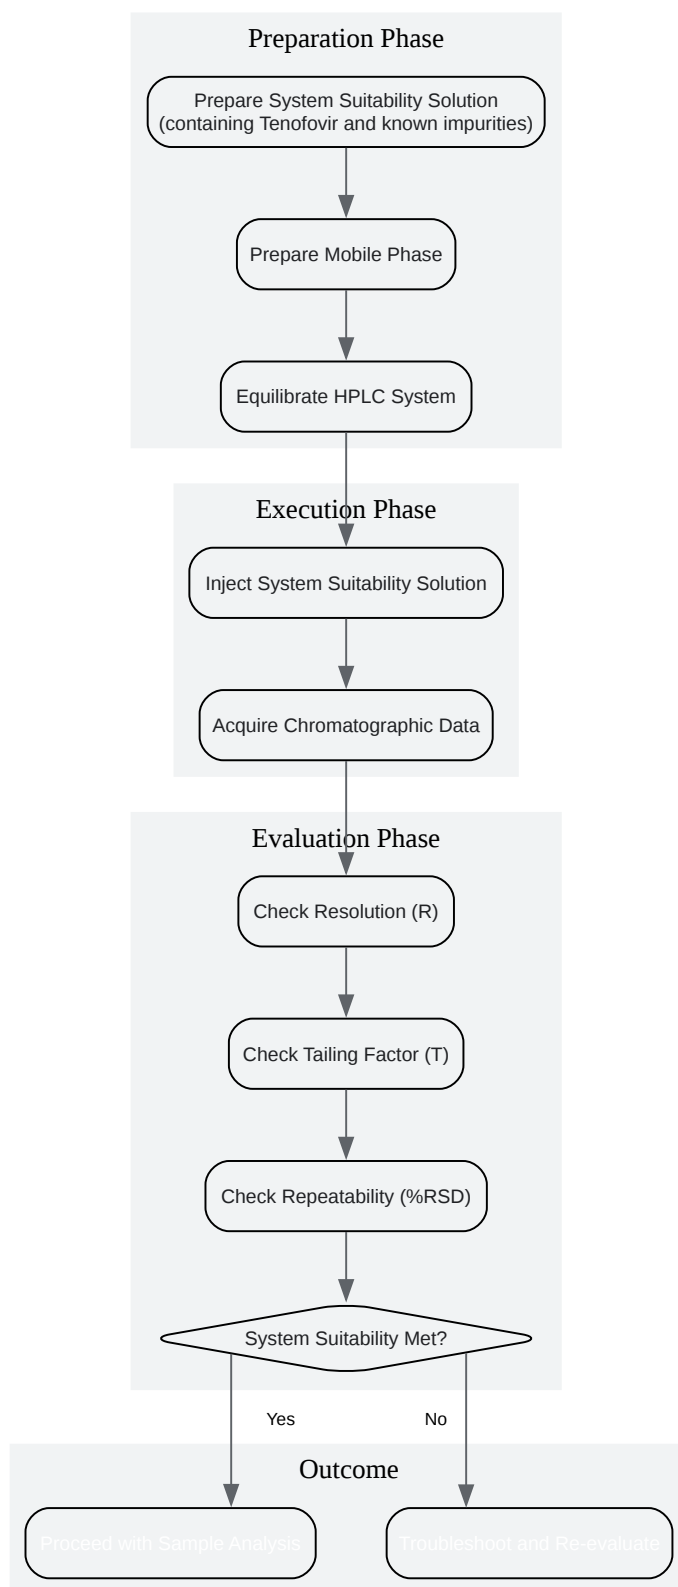 Preparation Phase
Prepare System Suitability Solution
(containing Tenofovir and known impurities)
Prepare Mobile Phase
Equilibrate HPLC System
Execution Phase
Inject System Suitability Solution
Acquire Chromatographic Data
Evaluation Phase
Check Resolution (R)
Check Tailing Factor (T)
Check Repeatability (%RSD)
System Suitability Met?
Yes
No
Outcome
Proceed with Sample Analysis
Troubleshoot and Re-evaluate